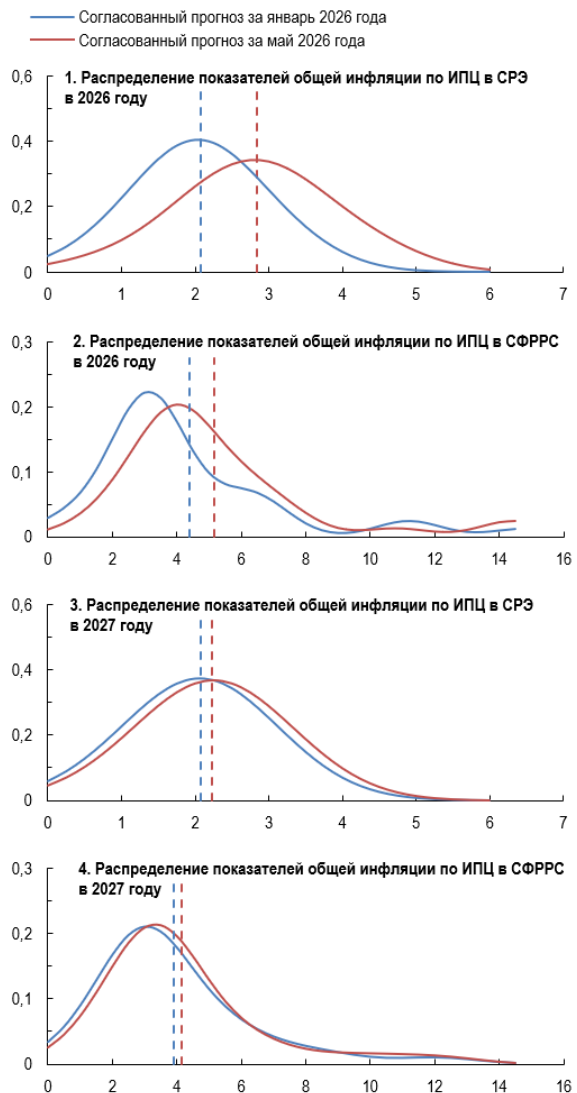 Согласованный прогноз за январь 2026 года
Согласованный прогноз за май 2026 года
1. Распределение показателей общей инфляции по ИПЦ в СРЭ
в 2026 году
0,6
0,4
0,2
0
0 1 2 3 4 5 6 7
2. Распределение показателей общей инфляции по ИПЦ в СФРРС
в 2026 году
0,3
0,2
0,1
0
0 2 4 6 8 10 12 14 16
3. Распределение показателей общей инфляции по ИПЦ в СРЭ
в 2027 году
0,6
0,4
0,2
0
0 1 2 3 4 5 6 7
4. Распределение показателей общей инфляции по ИПЦ в СФРРС
в 2027 году
0,3
0,2
0,1
0
0 2 4 6 8 10 12 14 16